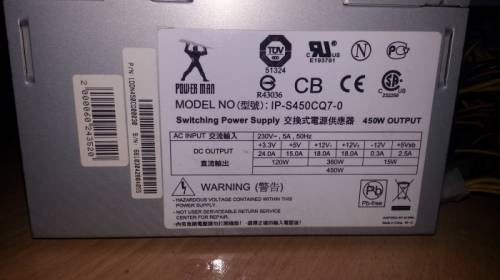 POWER MAN
TÜV
51324
R43036
E193791
CB
CE
232250
MODEL NO (型號): IP-S450CQ7-0
Switching Power Supply 交換式電源供應器 450W OUTPUT
AC INPUT 交流輸入 230V~, 5A, 50Hz
DC OUTPUT +3.3V +5V +12V₁ +12V₂ -12V +5Vsb
直流輸出 24.0A 15.0A 18.0A 18.0A 0.3A 2.5A
120W 360W 15W
450W
WARNING (警告)
- HAZARDOUS VOLTAGE CONTAINED WITHIN THIS
POWER SUPPLY.
- NOT USER SERVICEABLE RETURN SERVICE
CENTER FOR REPAIR.
Pb
Pb-free
2000060243520